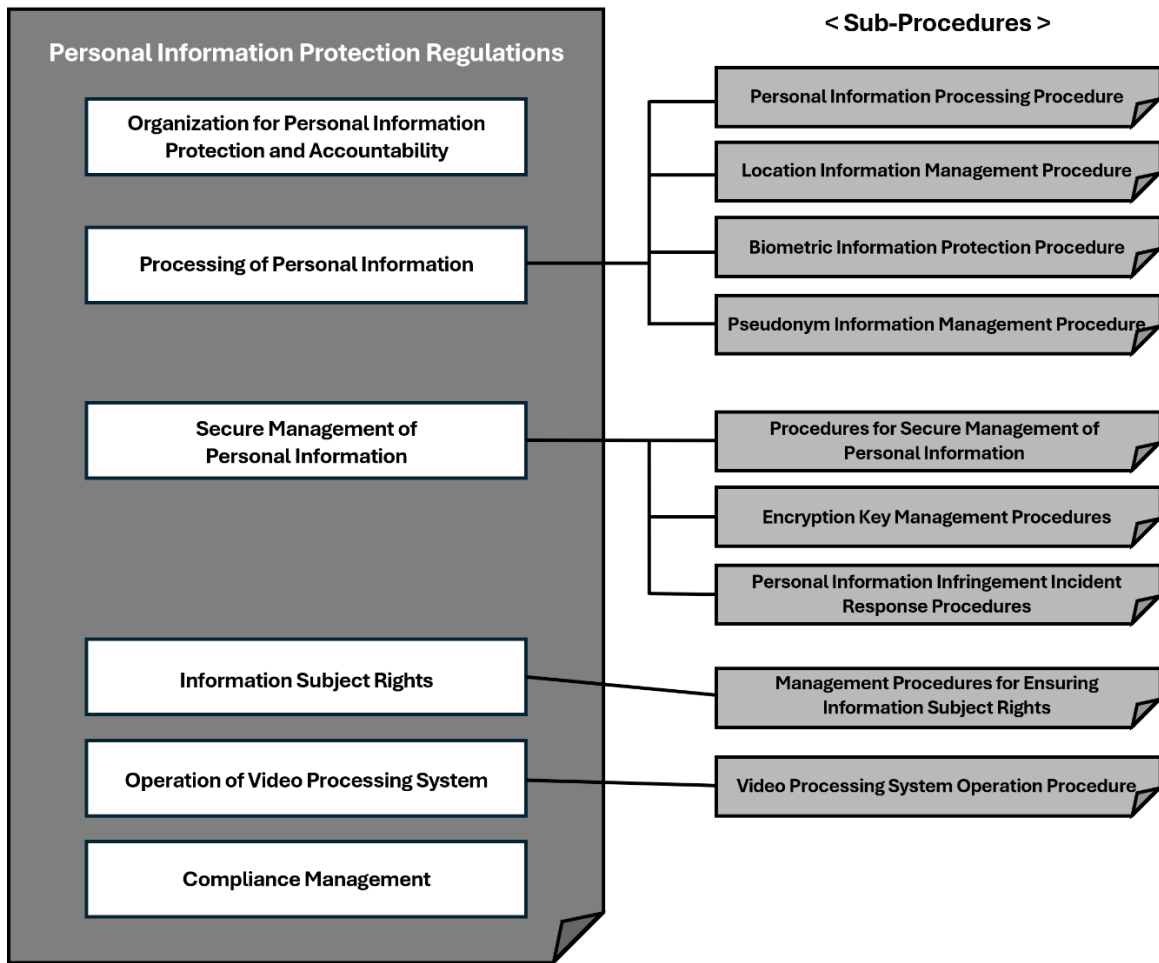 Personal Information Protection Regulations
Organization for Personal Information
Protection and Accountability
Processing of Personal Information
Secure Management of
Personal Information
Information Subject Rights
Operation of Video Processing System
Compliance Management
< Sub-Procedures >
Personal Information Processing Procedure
Location Information Management Procedure
Biometric Information Protection Procedure
Pseudonym Information Management Procedure
Procedures for Secure Management of
Personal Information
Encryption Key Management Procedures
Personal Information Infringement Incident
Response Procedures
Management Procedures for Ensuring
Information Subject Rights
Video Processing System Operation Procedure